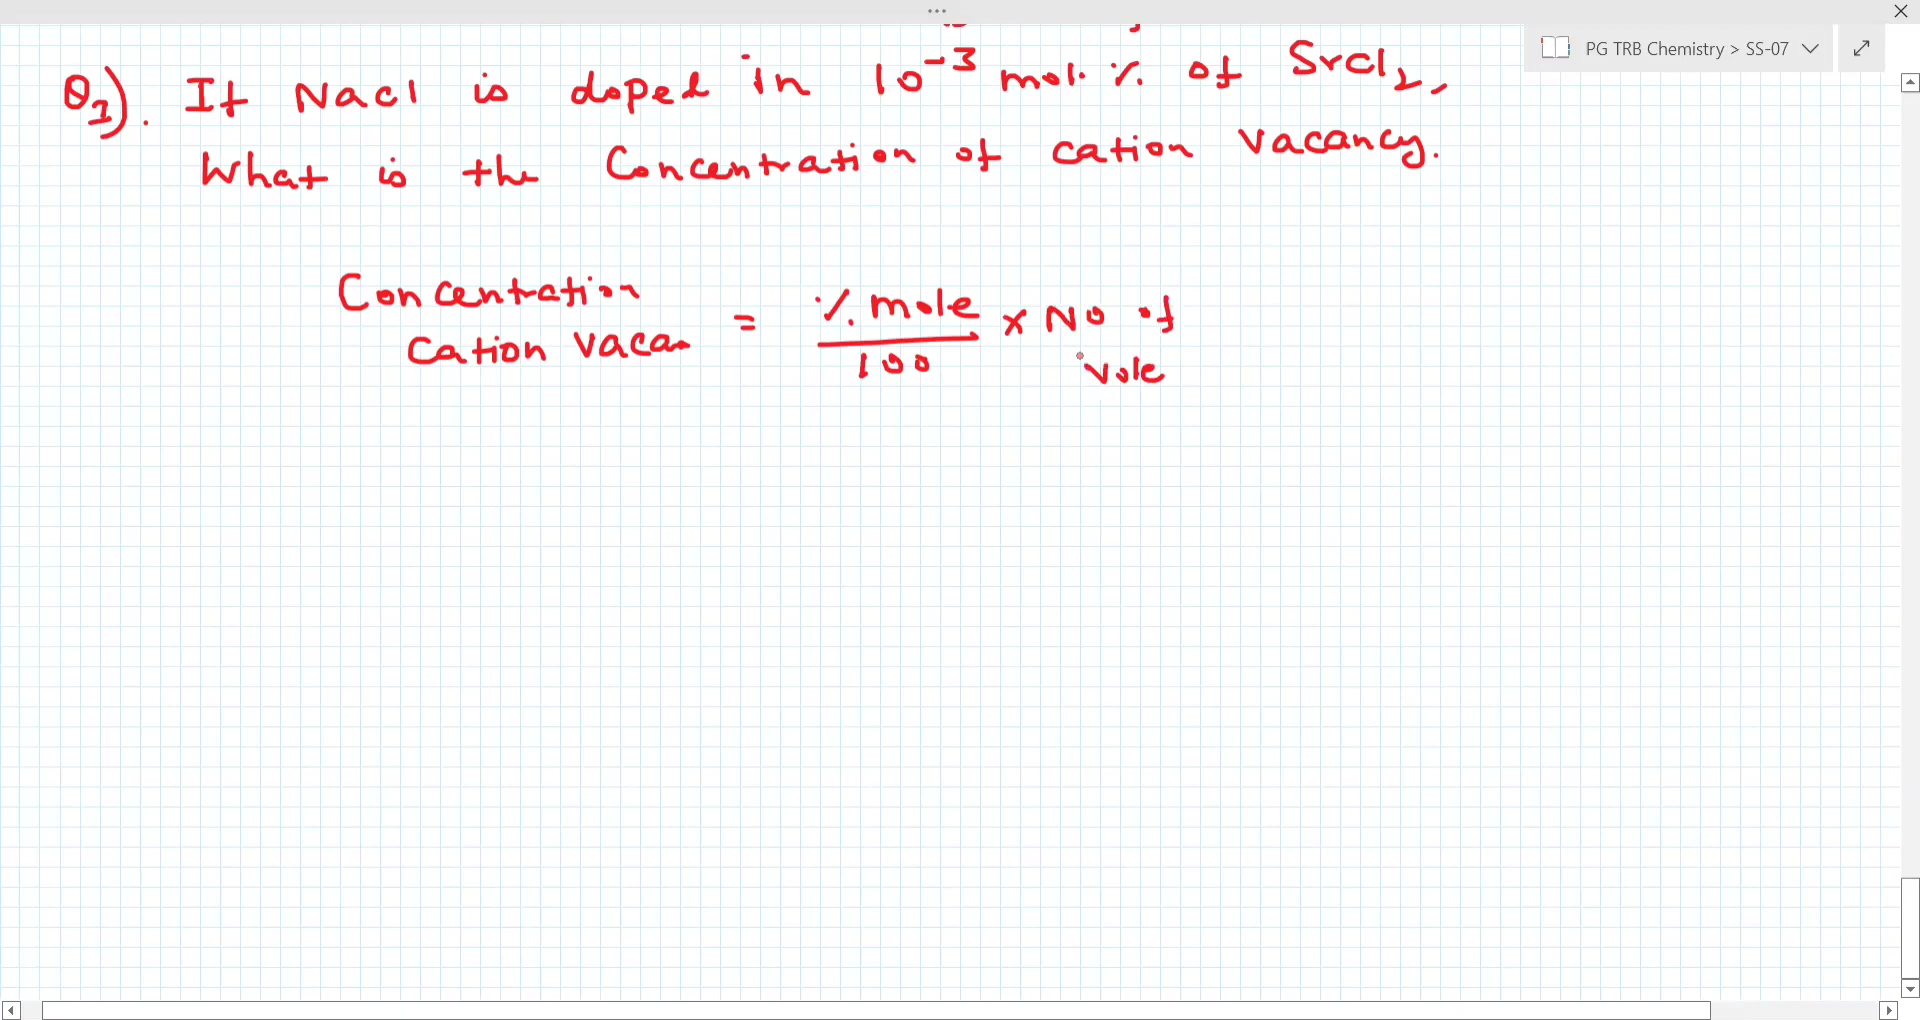 ...
PG TRB Chemistry > SS-07
Q1). If NaCl is doped in 10⁻³ mol. % of SrCl₂,
What is the Concentration of cation vacancy.
Concentration
cation vacan = % mole / 100 × No of
vole